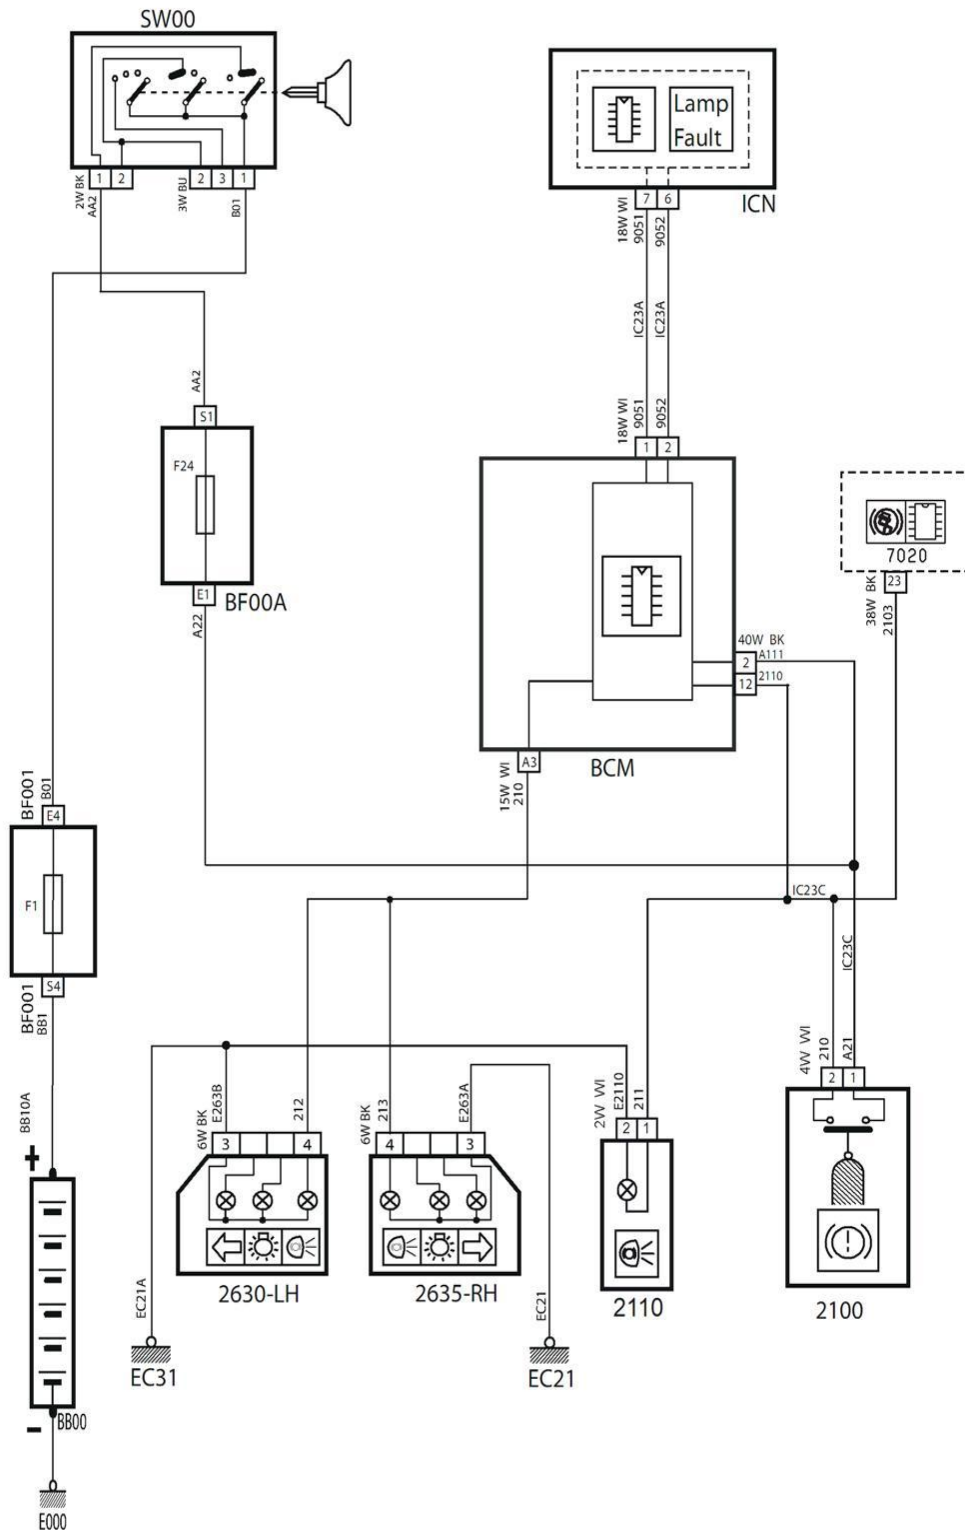 SW00
1
2
2
3
1
2W BK
AA2
3W BU
B01
Lamp
Fault
7
6
ICN
18W WI
9051
9052
IC23A
IC23A
AA2
S1
F24
E1
BF00A
A22
18W WI
9051
9052
1
2
7020
23
38W BK
2103
40W BK
2
A111
12
2110
A3
BCM
15W WI
210
BF001
B01
E4
F1
S4
BF001
BB1
IC23C
IC23C
4W WI
210
A21
2
1
2W WI
E2110
211
2
1
6W BK
E263B
212
3
4
6W BK
213
E263A
4
3
BB10A
+
2630-LH
2635-RH
2110
2100
EC21A
EC31
EC21
EC21
-
BB00
E000